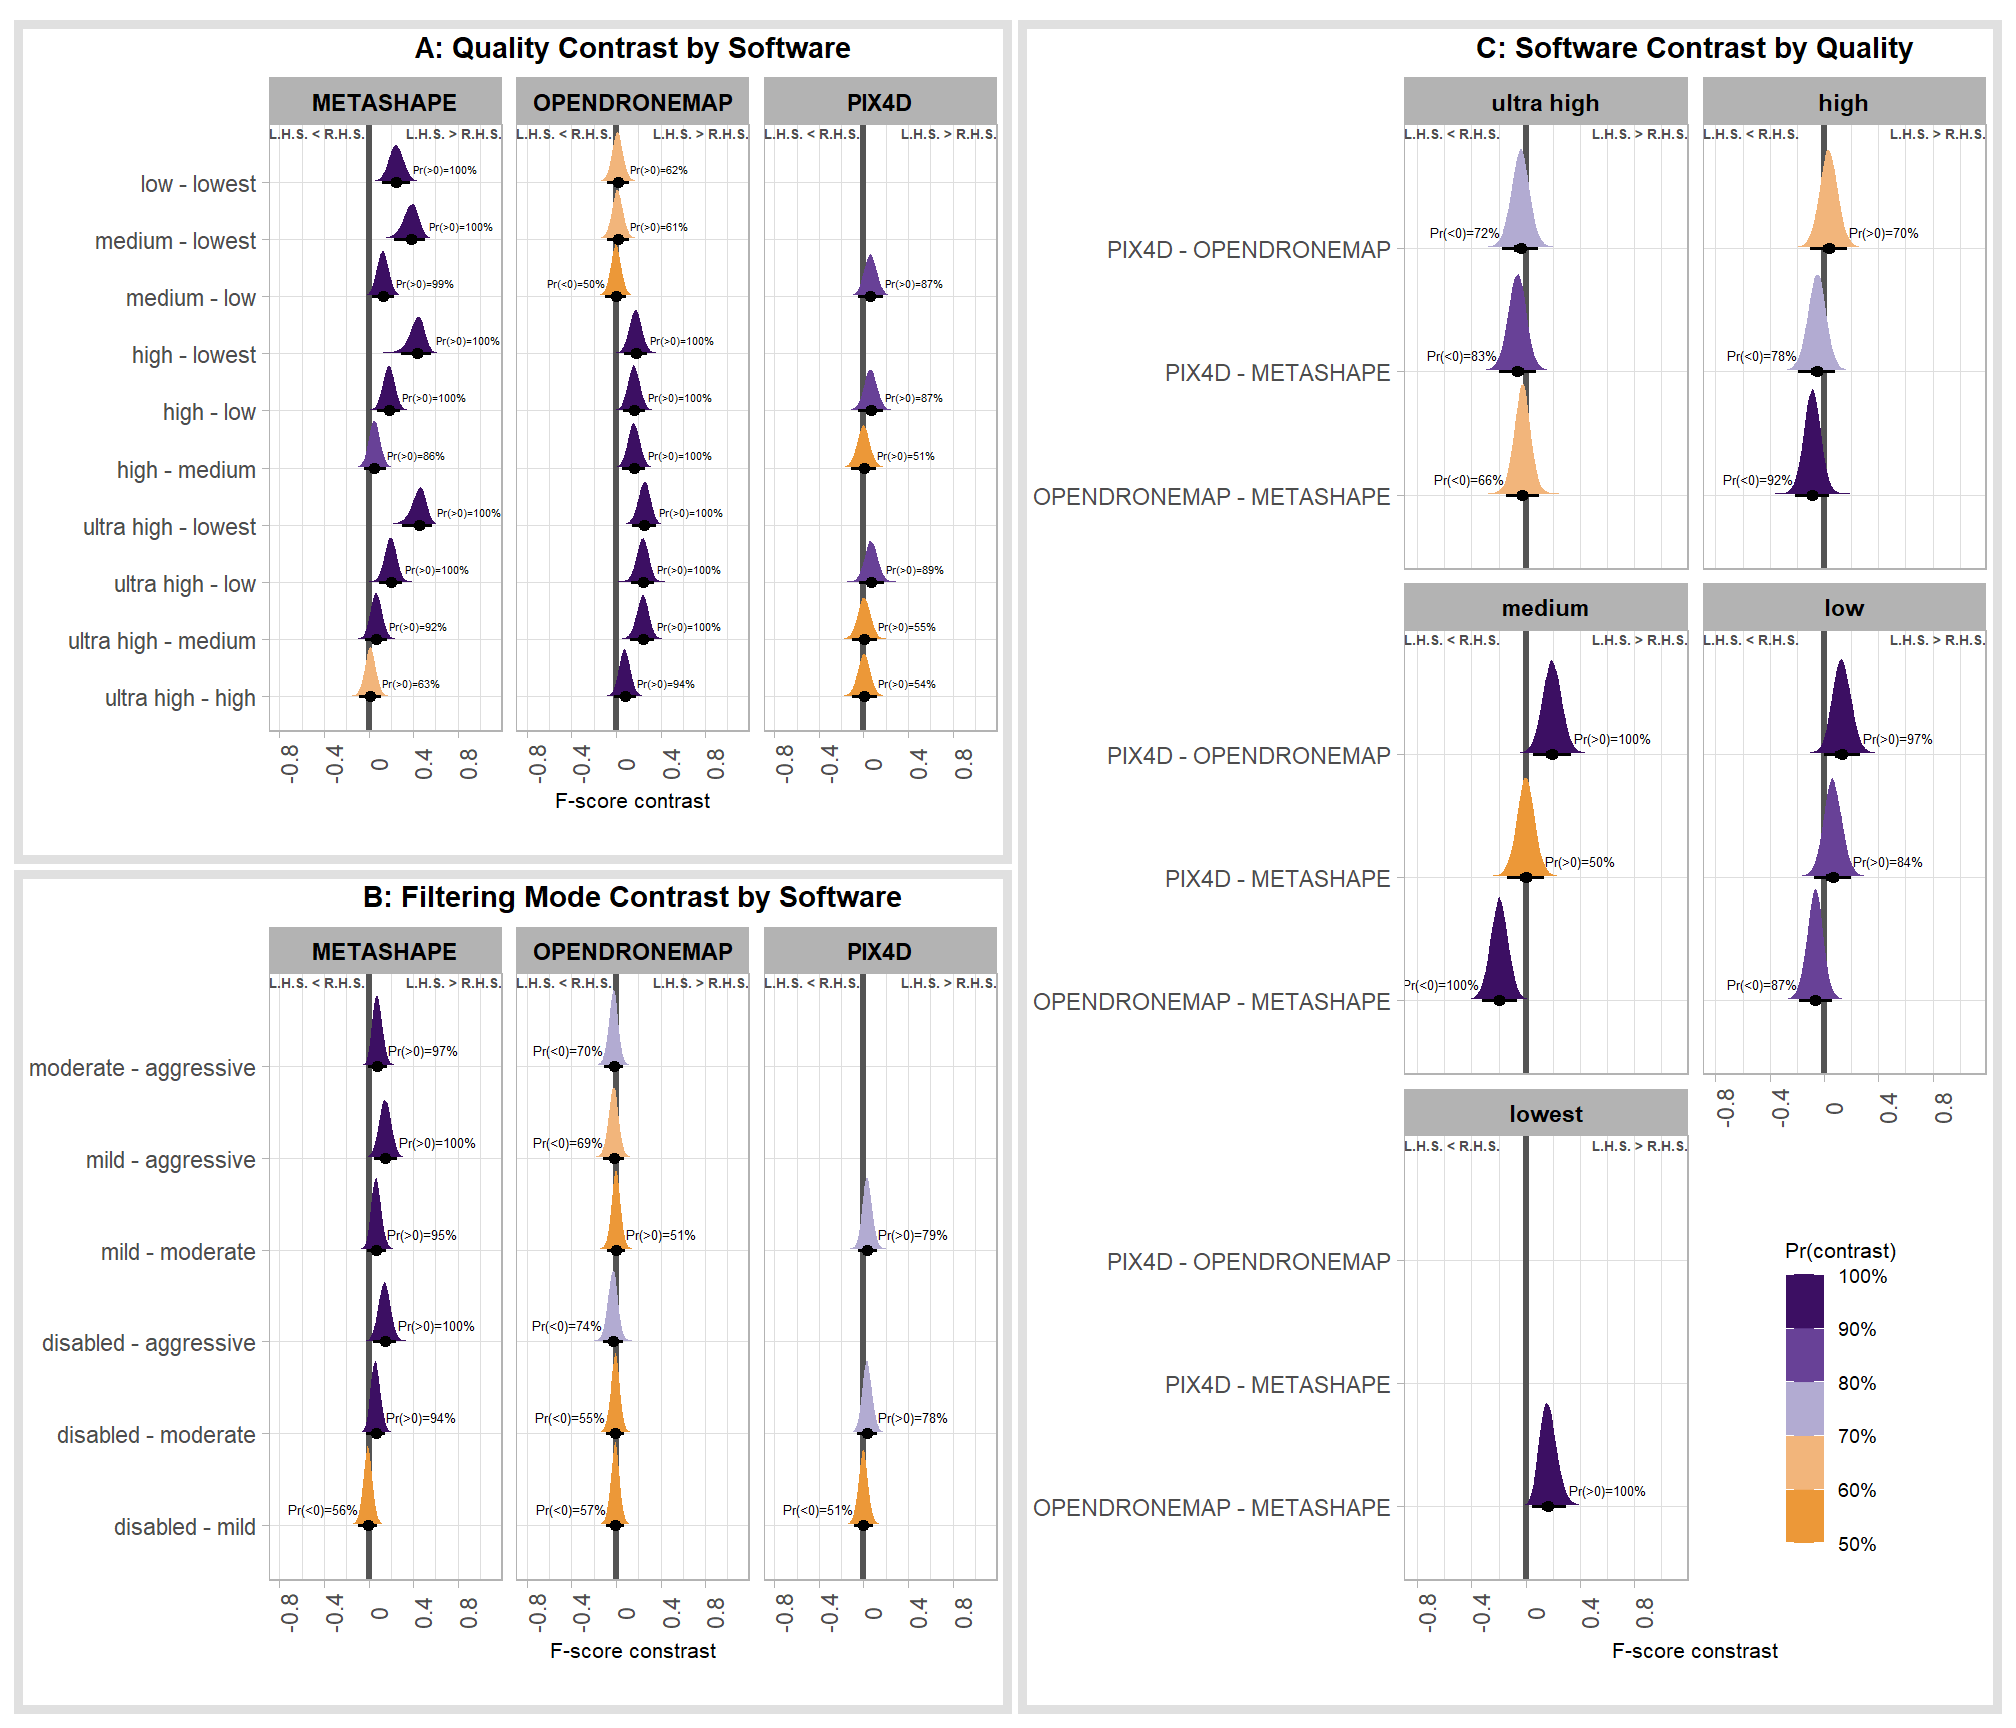 A: Quality Contrast by Software
METASHAPE OPENDRONEMAP PIX4D
L.H.S. < R.H.S. L.H.S. > R.H.S. L.H.S. < R.H.S. L.H.S. > R.H.S. L.H.S. < R.H.S. L.H.S. > R.H.S.
low - lowest Pr(>0)=100% Pr(>0)=62%
medium - lowest Pr(>0)=100% Pr(>0)=61%
medium - low Pr(>0)=99% Pr(<0)=50% Pr(>0)=87%
high - lowest Pr(>0)=100% Pr(>0)=100%
high - low Pr(>0)=100% Pr(>0)=100% Pr(>0)=87%
high - medium Pr(>0)=86% Pr(>0)=100% Pr(>0)=51%
ultra high - lowest Pr(>0)=100% Pr(>0)=100%
ultra high - low Pr(>0)=100% Pr(>0)=100% Pr(>0)=89%
ultra high - medium Pr(>0)=92% Pr(>0)=100% Pr(>0)=55%
ultra high - high Pr(>0)=63% Pr(>0)=94% Pr(>0)=54%
-0.8 -0.4 0 0.4 0.8 -0.8 -0.4 0 0.4 0.8 -0.8 -0.4 0 0.4 0.8
F-score contrast
B: Filtering Mode Contrast by Software
METASHAPE OPENDRONEMAP PIX4D
L.H.S. < R.H.S. L.H.S. > R.H.S. L.H.S. < R.H.S. L.H.S. > R.H.S. L.H.S. < R.H.S. L.H.S. > R.H.S.
moderate - aggressive Pr(>0)=97% Pr(<0)=70%
mild - aggressive Pr(>0)=100% Pr(<0)=69%
mild - moderate Pr(>0)=95% Pr(>0)=51% Pr(>0)=79%
disabled - aggressive Pr(>0)=100% Pr(<0)=74%
disabled - moderate Pr(>0)=94% Pr(<0)=55% Pr(>0)=78%
disabled - mild Pr(<0)=56% Pr(<0)=57% Pr(<0)=51%
-0.8 -0.4 0 0.4 0.8 -0.8 -0.4 0 0.4 0.8 -0.8 -0.4 0 0.4 0.8
F-score constrast
C: Software Contrast by Quality
ultra high high
L.H.S. < R.H.S. L.H.S. > R.H.S. L.H.S. < R.H.S. L.H.S. > R.H.S.
PIX4D - OPENDRONEMAP Pr(<0)=72% Pr(>0)=70%
PIX4D - METASHAPE Pr(<0)=83% Pr(<0)=78%
OPENDRONEMAP - METASHAPE Pr(<0)=66% Pr(<0)=92%
medium low
L.H.S. < R.H.S. L.H.S. > R.H.S. L.H.S. < R.H.S. L.H.S. > R.H.S.
PIX4D - OPENDRONEMAP Pr(>0)=100% Pr(>0)=97%
PIX4D - METASHAPE Pr(>0)=50% Pr(>0)=84%
OPENDRONEMAP - METASHAPE Pr(<0)=100% Pr(<0)=87%
-0.8 -0.4 0 0.4 0.8
lowest
L.H.S. < R.H.S. L.H.S. > R.H.S.
PIX4D - OPENDRONEMAP
PIX4D - METASHAPE
OPENDRONEMAP - METASHAPE Pr(>0)=100%
-0.8 -0.4 0 0.4 0.8
F-score constrast
Pr(contrast)
100%
90%
80%
70%
60%
50%